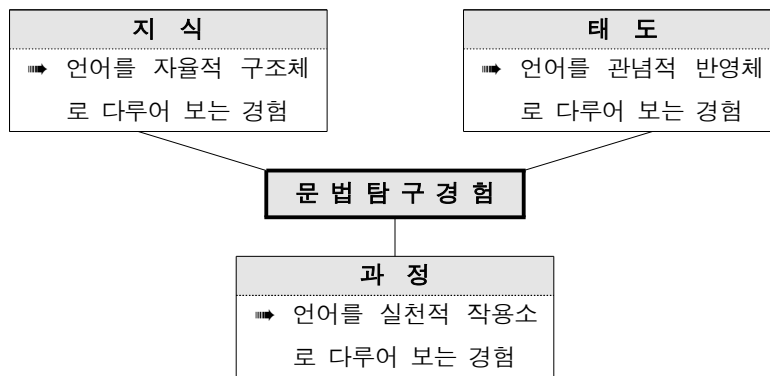 지 식
➠ 언어를 자율적 구조체
로 다루어 보는 경험
태 도
➠ 언어를 관념적 반영체
로 다루어 보는 경험
문 법 탐 구 경 험
과 정
➠ 언어를 실천적 작용소
로 다루어 보는 경험